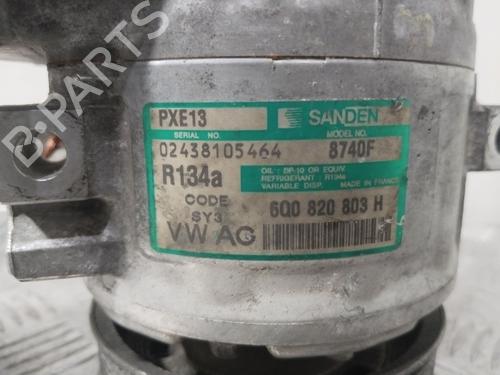 PXE13
SANDEN
SERIAL NO.
MODEL NO.
02438105464
8740F
R134a
OIL : SP-10 OR EQUIV.
REFRIGERANT R134a
VARIABLE DISP. MADE IN FRANCE
CODE
SY3
6Q0 820 803 H
VW AG